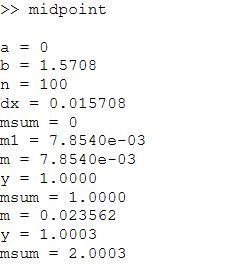 >> midpoint
a = 0
b = 1.5708
n = 100
dx = 0.015708
msum = 0
m1 = 7.8540e-03
m = 7.8540e-03
y = 1.0000
msum = 1.0000
m = 0.023562
y = 1.0003
msum = 2.0003